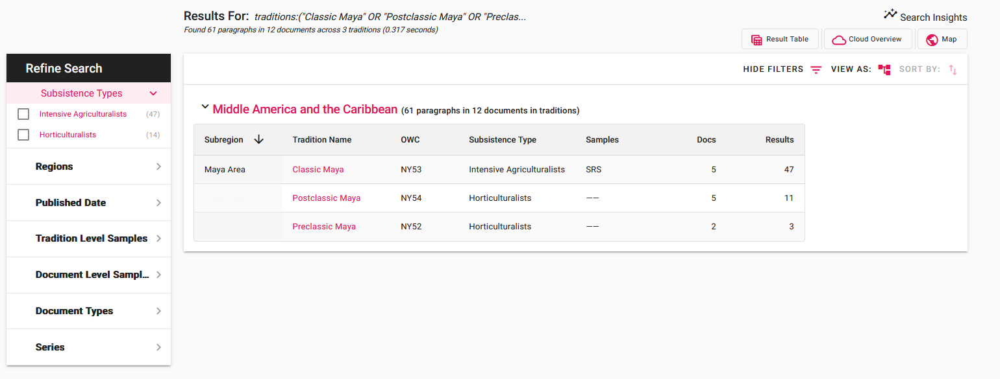 Results For: traditions:("Classic Maya" OR "Postclassic Maya" OR "Preclas...
Found 61 paragraphs in 12 documents across 3 traditions (0.317 seconds)
Search Insights
Result Table
Cloud Overview
Map
Refine Search
Subsistence Types
Intensive Agriculturalists (47)
Horticulturalists (14)
Regions
Published Date
Tradition Level Samples
Document Level Sampl...
Document Types
Series
HIDE FILTERS VIEW AS: SORT BY:
Middle America and the Caribbean (61 paragraphs in 12 documents in traditions)
Subregion Tradition Name OWC Subsistence Type Samples Docs Results
Maya Area Classic Maya NY53 Intensive Agriculturalists SRS 5 47
Postclassic Maya NY54 Horticulturalists —— 5 11
Preclassic Maya NY52 Horticulturalists —— 2 3